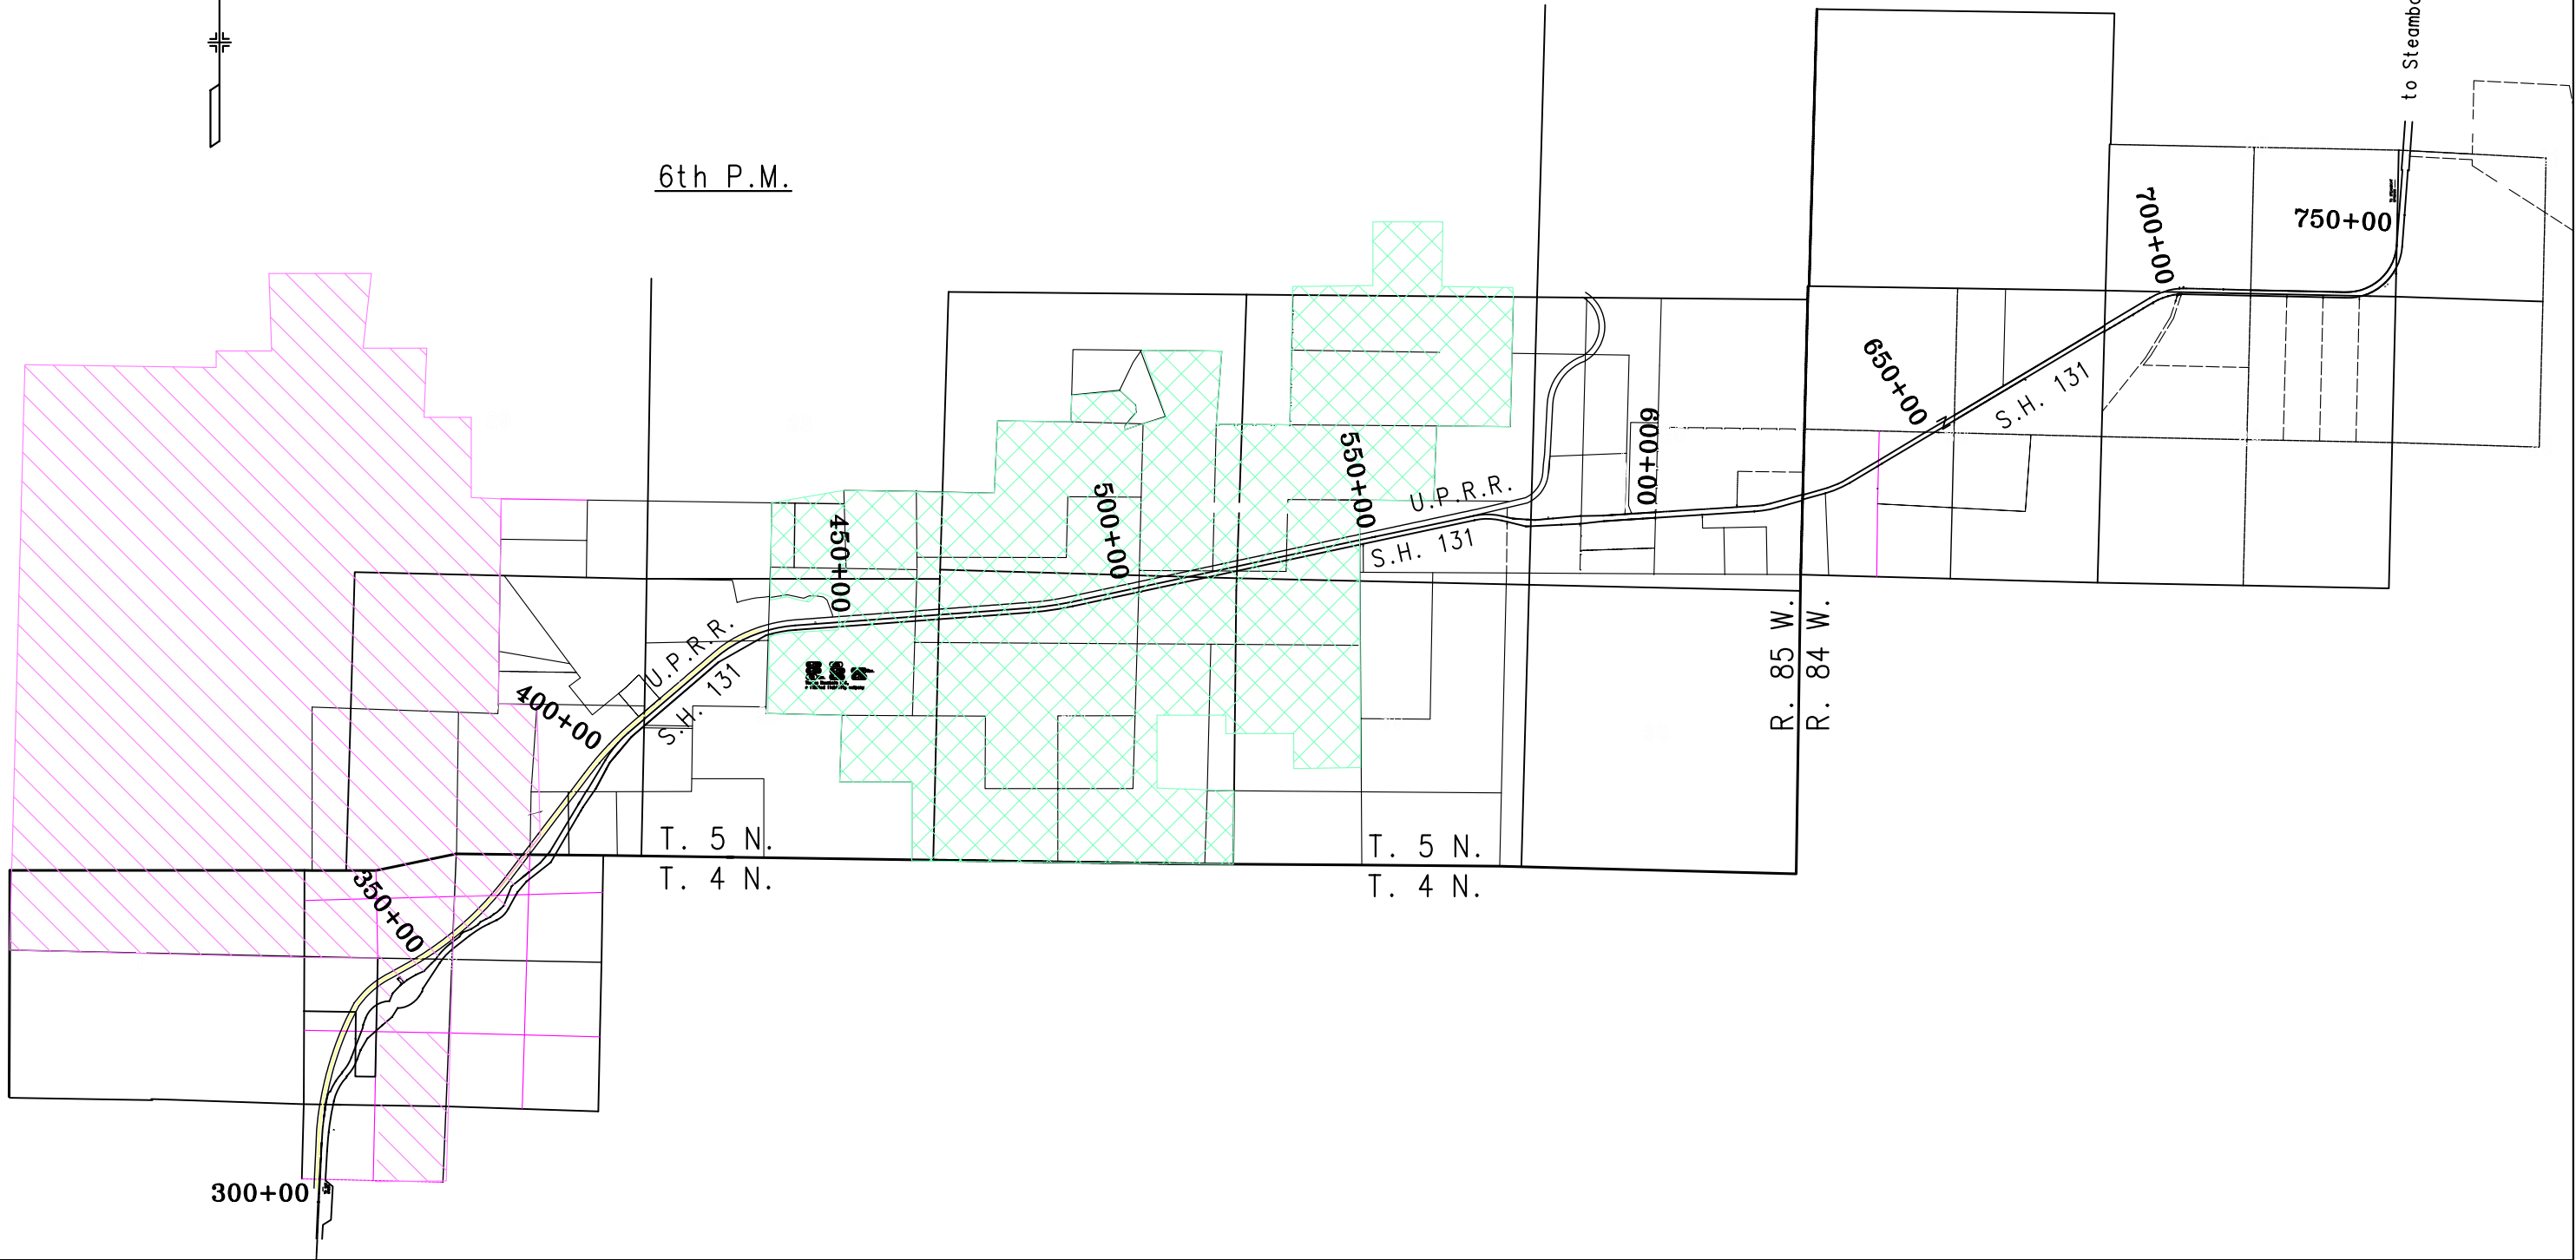 to Steambo
6th P.M.
750+00
700+00
650+00
S.H. 131
600+00
550+00
U.P.R.R.
S.H. 131
500+00
450+00
U.P.R.R.
S.H. 131
400+00
R. 85 W.
R. 84 W.
T. 5 N.
T. 4 N.
T. 5 N.
T. 4 N.
350+00
300+00